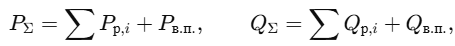 P_Σ = ∑ P_{р,i} + P_{в.п.}, Q_Σ = ∑ Q_{р,i} + Q_{в.п.},